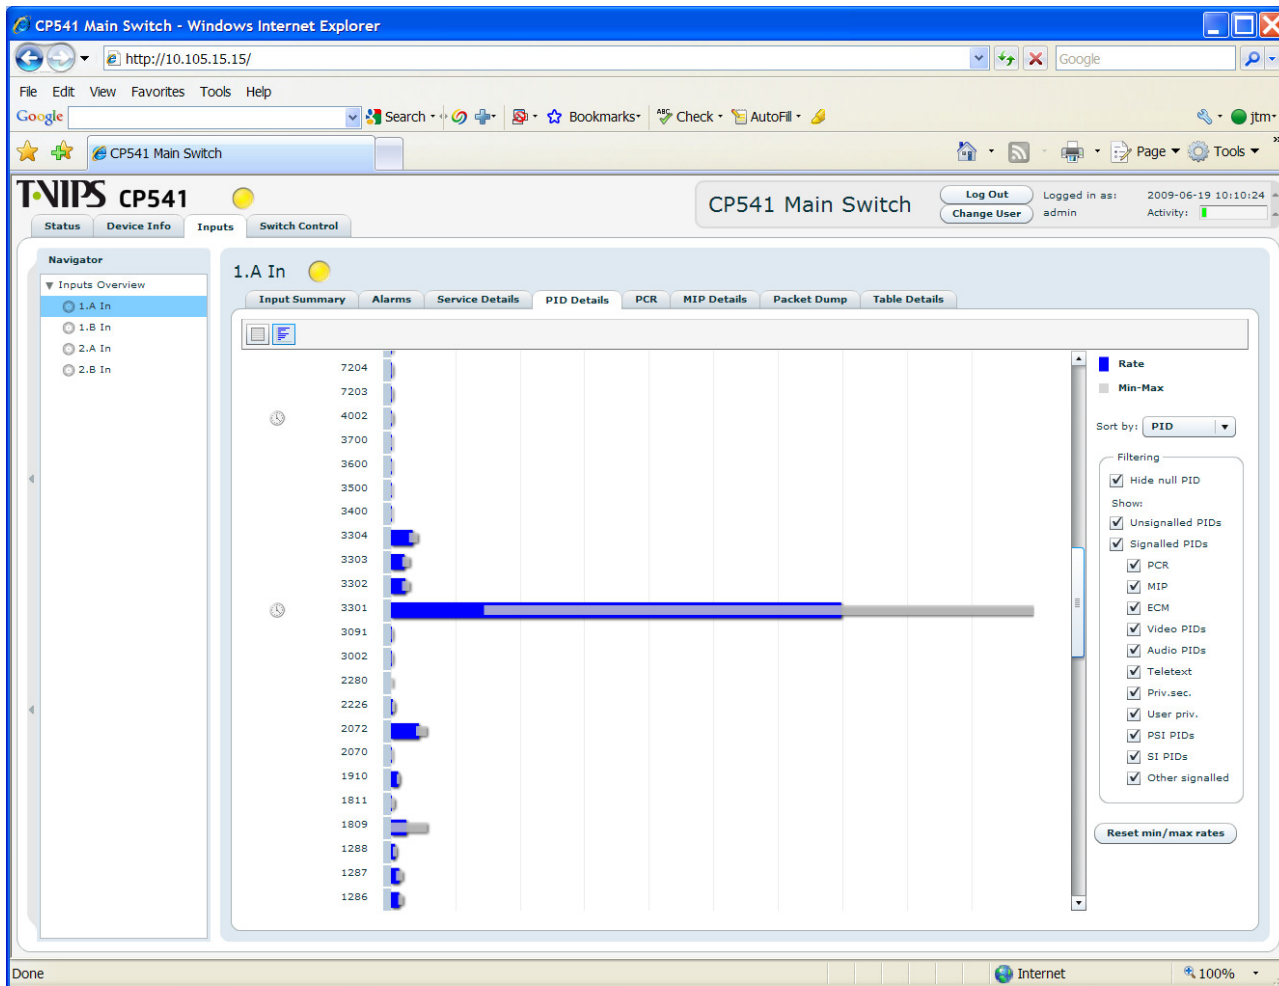 CP541 Main Switch - Windows Internet Explorer
http://10.105.15.15/
Google
File Edit View Favorites Tools Help
Google Search Bookmarks ABC Check AutoFill jtm
CP541 Main Switch Page Tools »
T-VIPS CP541
CP541 Main Switch
Log Out Logged in as: 2009-06-19 10:10:24
Change User admin Activity:
Status Device Info Inputs Switch Control
Navigator
Inputs Overview
1.A In
1.B In
2.A In
2.B In
1.A In
Input Summary Alarms Service Details PID Details PCR MIP Details Packet Dump Table Details
7204
7203
4002
3700
3600
3500
3400
3304
3303
3302
3301
3091
3002
2280
2226
2072
2070
1910
1811
1809
1288
1287
1286
Rate
Min-Max
Sort by: PID
Filtering
Hide null PID
Show:
Unsignalled PIDs
Signalled PIDs
PCR
MIP
ECM
Video PIDs
Audio PIDs
Teletext
Priv.sec.
User priv.
PSI PIDs
SI PIDs
Other signalled
Reset min/max rates
Done Internet 100%